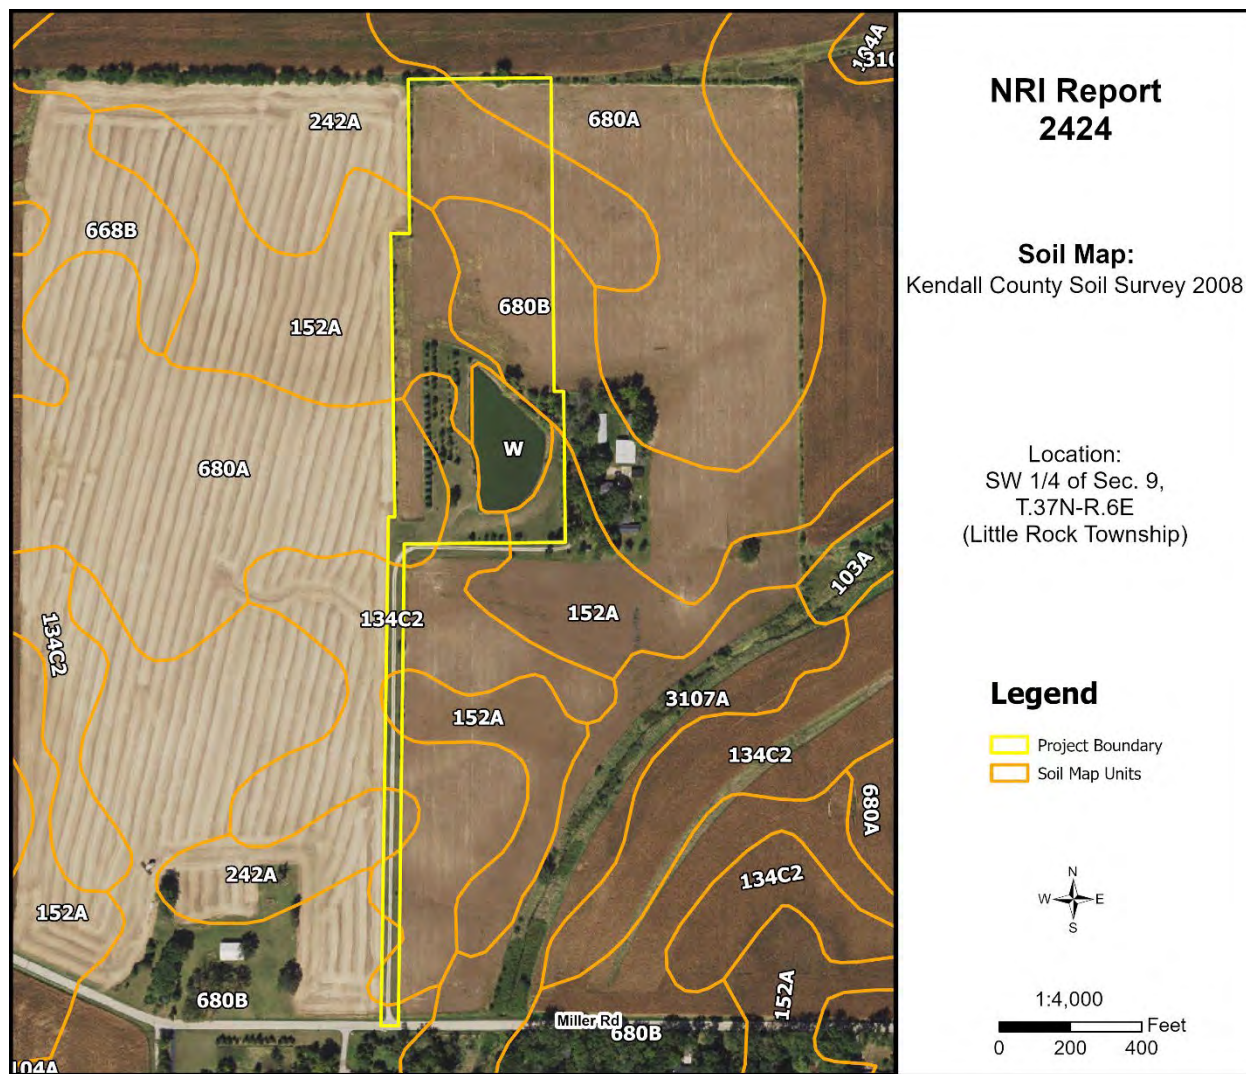 104A
1310
242A
680A
668B
680B
152A
W
680A
103A
134C2
152A
134C2
3107A
152A
134C2
680A
242A
134C2
152A
152A
680B
Miller Rd
680B
104A
NRI Report
2424
Soil Map:
Kendall County Soil Survey 2008
Location:
SW 1/4 of Sec. 9,
T.37N-R.6E
(Little Rock Township)
Legend
Project Boundary
Soil Map Units
N
W E
S
1:4,000
Feet
0 200 400